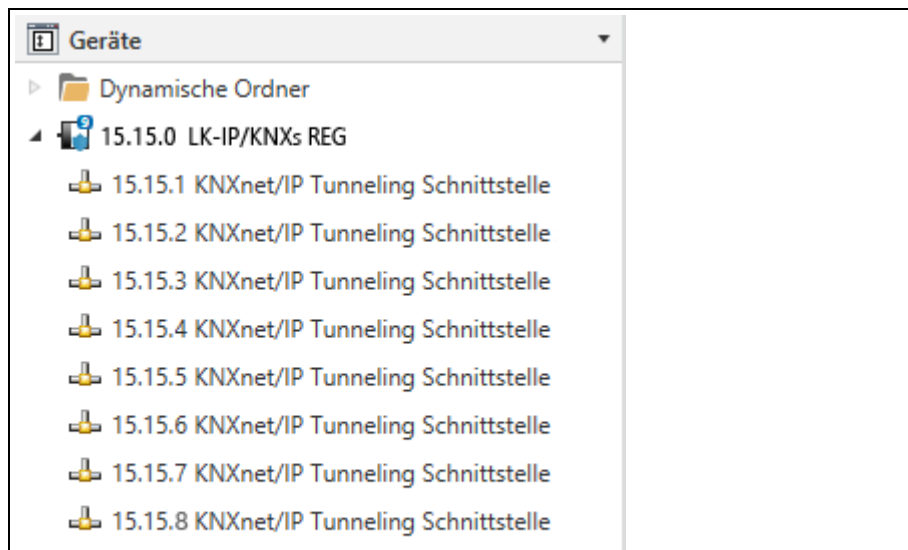 Geräte
Dynamische Ordner
15.15.0 LK-IP/KNXs REG
15.15.1 KNXnet/IP Tunneling Schnittstelle
15.15.2 KNXnet/IP Tunneling Schnittstelle
15.15.3 KNXnet/IP Tunneling Schnittstelle
15.15.4 KNXnet/IP Tunneling Schnittstelle
15.15.5 KNXnet/IP Tunneling Schnittstelle
15.15.6 KNXnet/IP Tunneling Schnittstelle
15.15.7 KNXnet/IP Tunneling Schnittstelle
15.15.8 KNXnet/IP Tunneling Schnittstelle